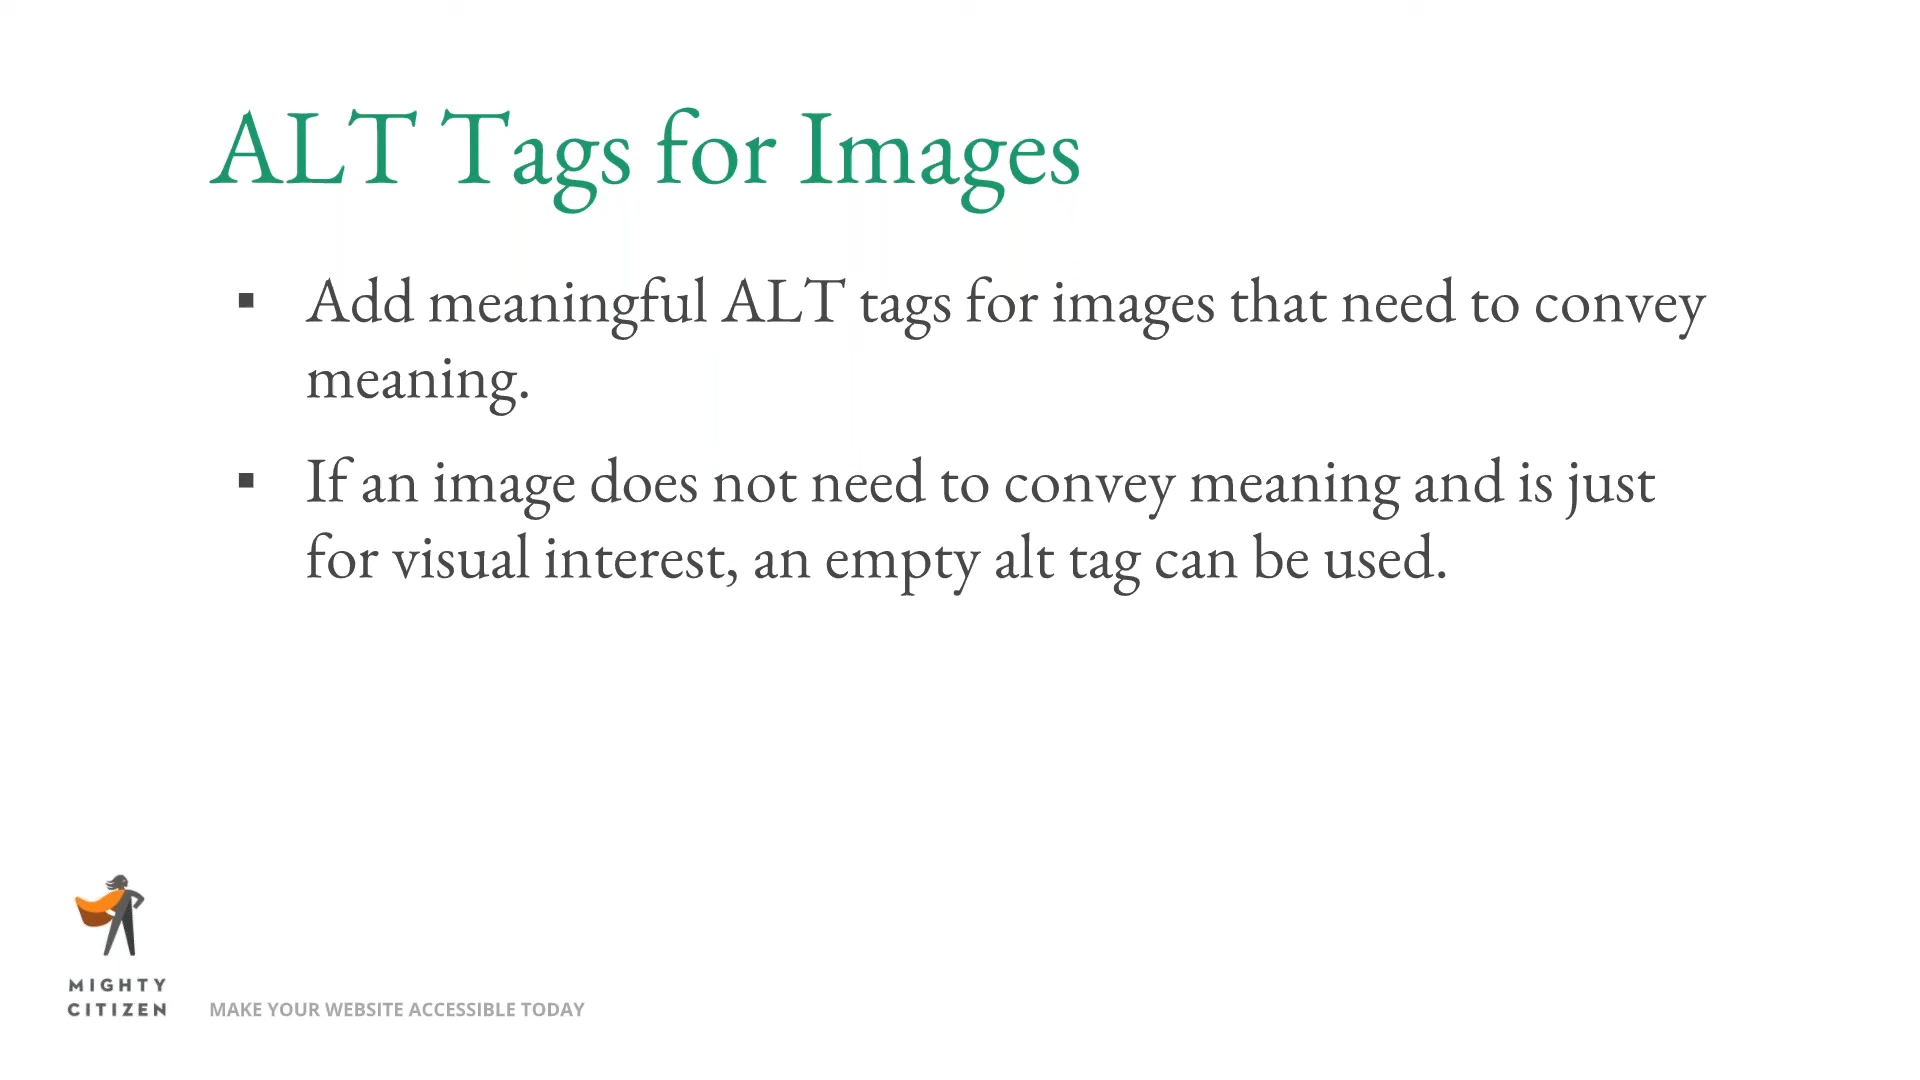 ALT Tags for Images
▪ Add meaningful ALT tags for images that need to convey
meaning.
▪ If an image does not need to convey meaning and is just
for visual interest, an empty alt tag can be used.
MIGHTY
CITIZEN
MAKE YOUR WEBSITE ACCESSIBLE TODAY